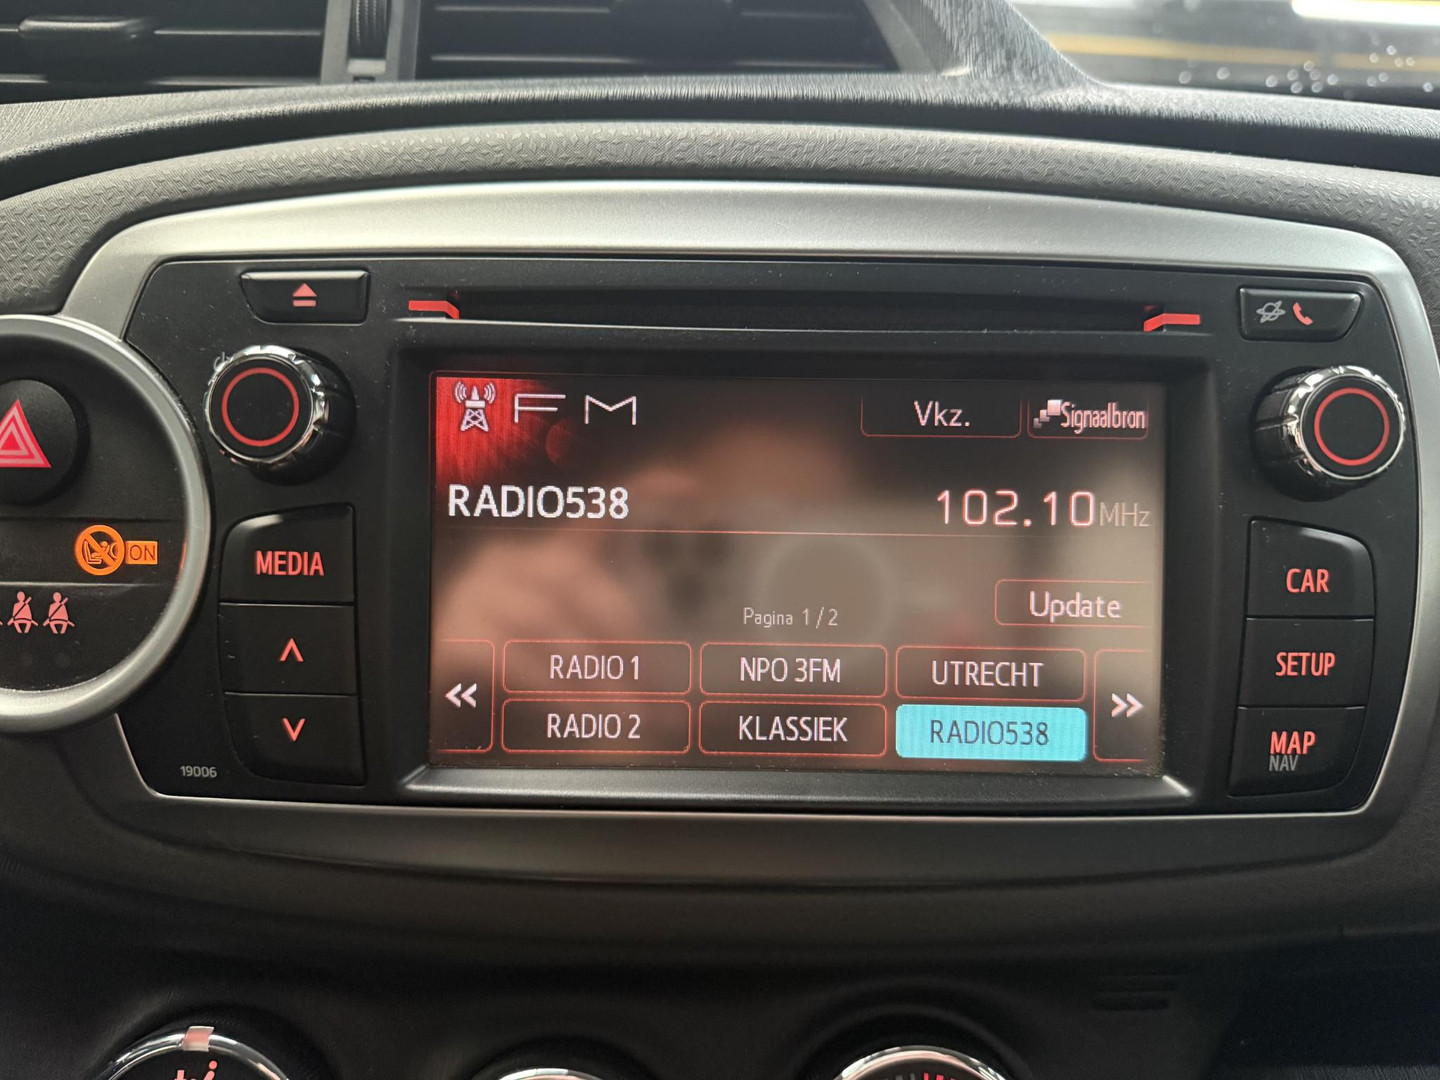 FM
Vkz.
Signaalbron
RADIO538
102.10MHz
Update
Pagina 1/2
RADIO 1
NPO 3FM
UTRECHT
RADIO 2
KLASSIEK
RADIO538
ON
MEDIA
19006
CAR
SETUP
MAP
NAV